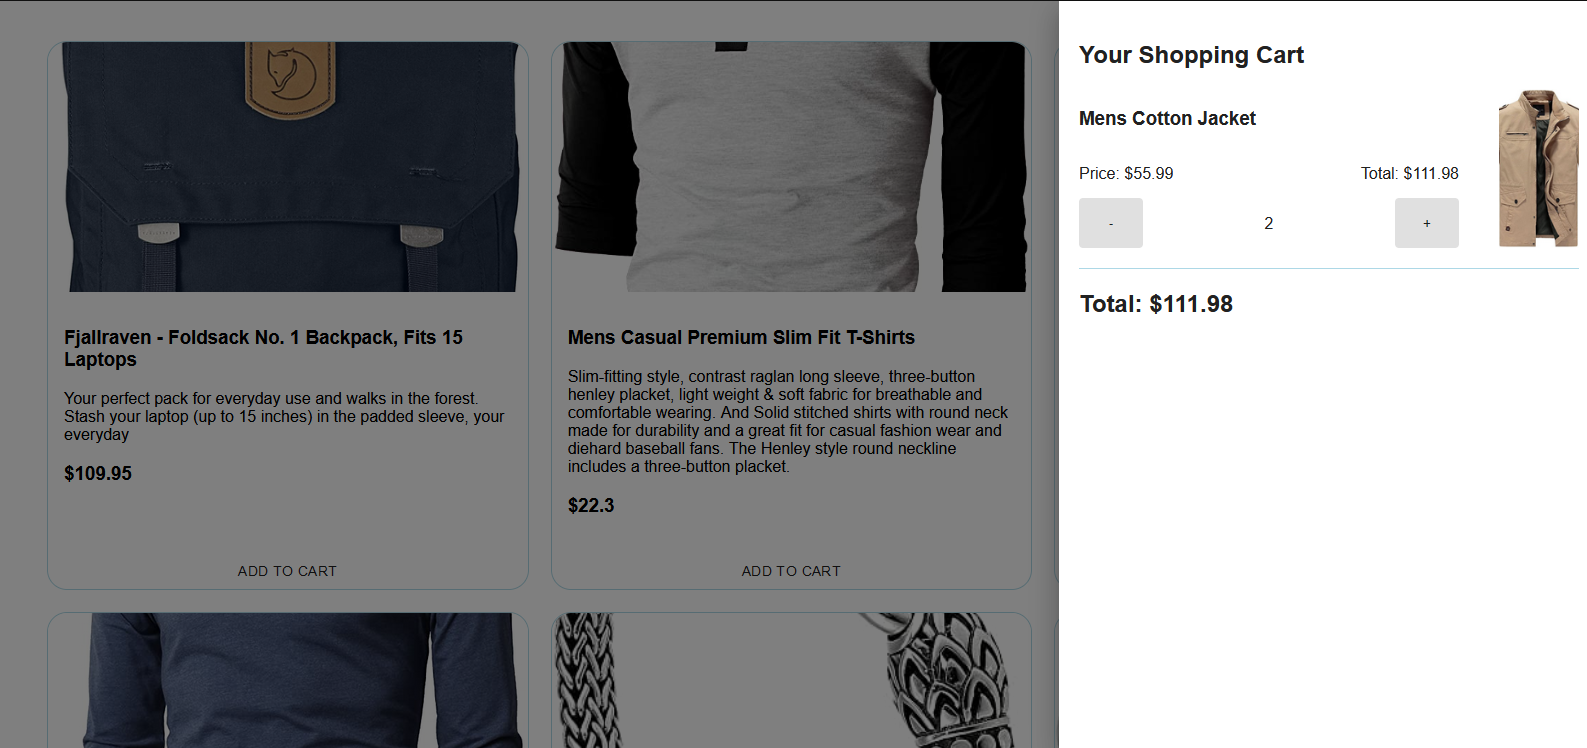 Fjallraven - Foldsack No. 1 Backpack, Fits 15
Laptops
Your perfect pack for everyday use and walks in the forest.
Stash your laptop (up to 15 inches) in the padded sleeve, your
everyday
$109.95
ADD TO CART
Mens Casual Premium Slim Fit T-Shirts
Slim-fitting style, contrast raglan long sleeve, three-button
henley placket, light weight & soft fabric for breathable and
comfortable wearing. And Solid stitched shirts with round neck
made for durability and a great fit for casual fashion wear and
diehard baseball fans. The Henley style round neckline
includes a three-button placket.
$22.3
ADD TO CART
Your Shopping Cart
Mens Cotton Jacket
Price: $55.99 Total: $111.98
- 2 +
Total: $111.98